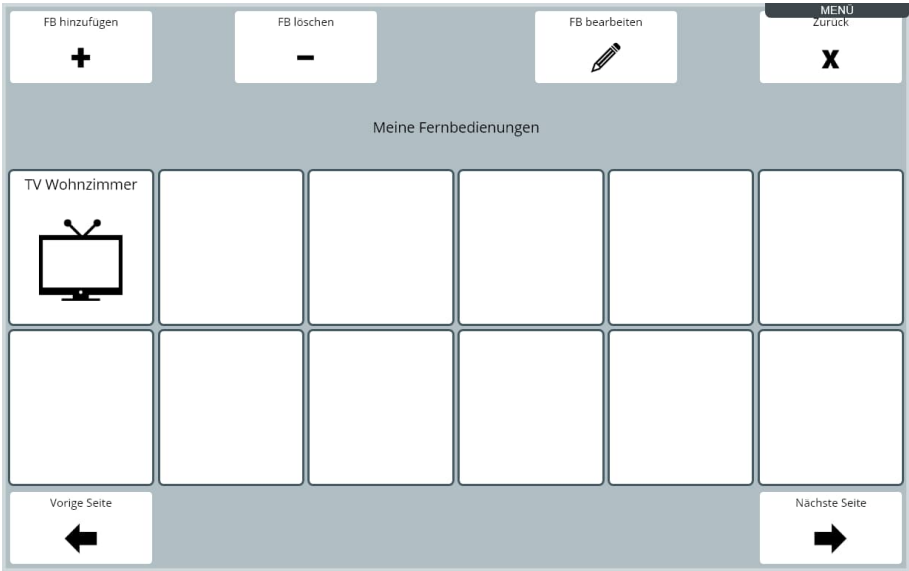 MENÜ
FB hinzufügen
FB löschen
FB bearbeiten
Zurück
x
Meine Fernbedienungen
TV Wohnzimmer
Vorige Seite
Nächste Seite